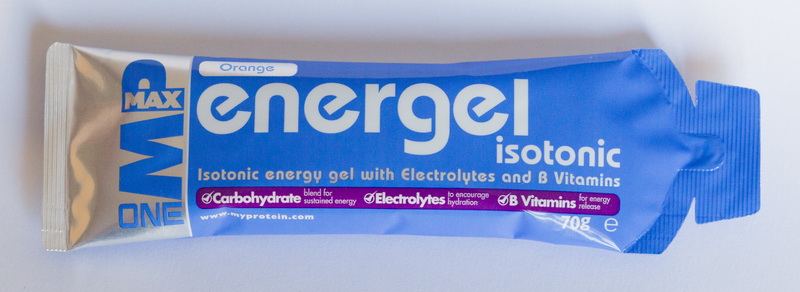 ONE
MP
MAX
Orange
energel
isotonic
Isotonic energy gel with Electrolytes and B Vitamins
Carbohydrate blend for sustained energy Electrolytes to encourage hydration B Vitamins for energy release
www.myprotein.com
70g e